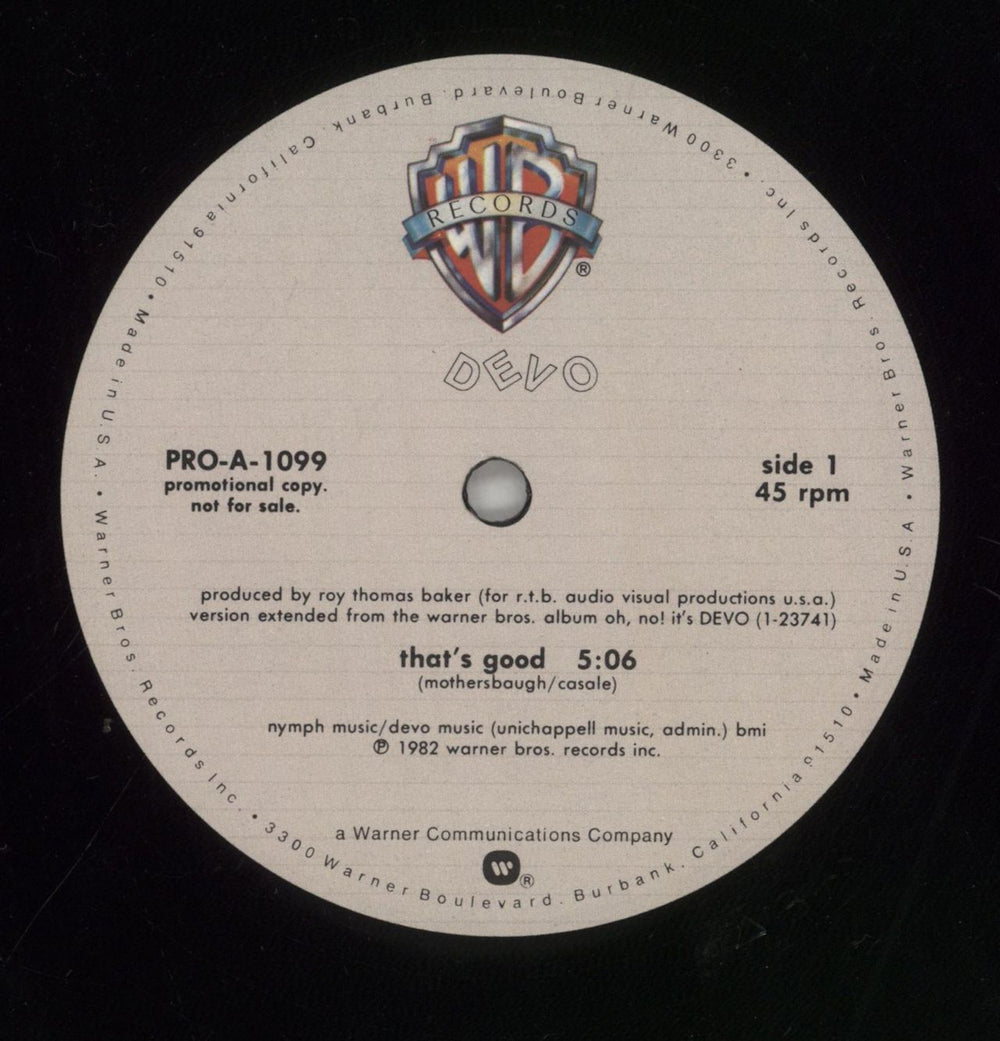 WB
RECORDS
®
DEVO
PRO-A-1099
promotional copy.
not for sale.
side 1
45 rpm
produced by roy thomas baker (for r.t.b. audio visual productions u.s.a.)
version extended from the warner bros. album oh, no! it's DEVO (1-23741)
that's good 5:06
(mothersbaugh/casale)
nymph music/devo music (unichappell music, admin.) bmi
℗ 1982 warner bros. records inc.
a Warner Communications Company
W ®
Warner Bros. Records Inc. • 3300 Warner Boulevard. Burbank. California 91510 • Made in U.S.A. • Warner Bros. Records Inc. • 3300 Warner Boulevard. Burbank. California 91510 • Made in U.S.A •